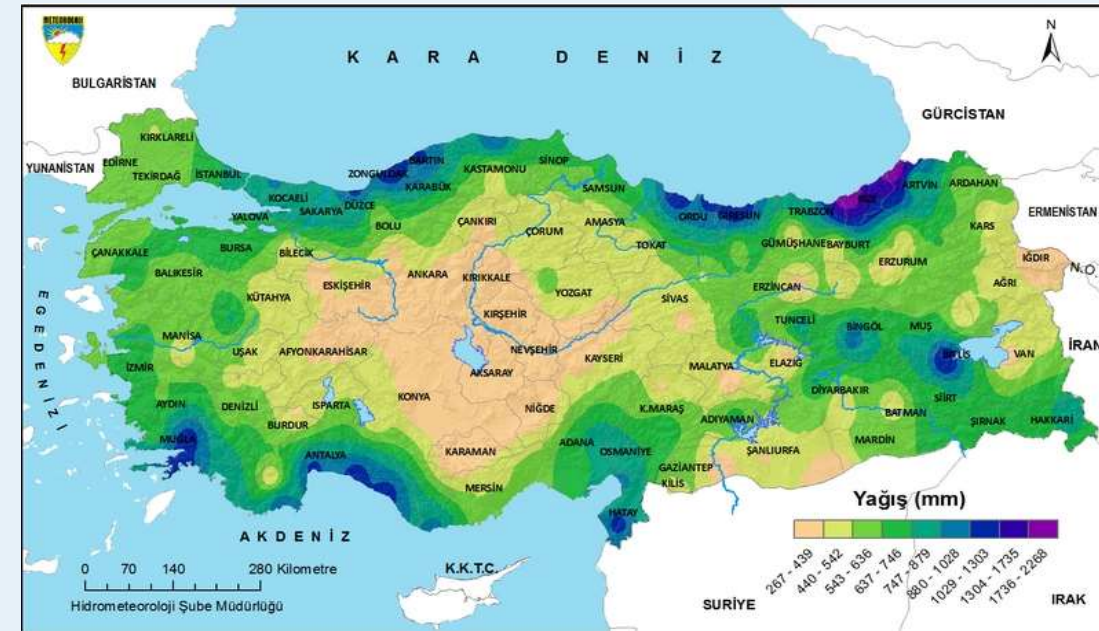 METEOROLOJİ
N
K A R A D E N İ Z
BULGARİSTAN
GÜRCİSTAN
YUNANİSTAN
ERMENİSTAN
N.O.
İRAN
IRAK
SURİYE
K.K.T.C.
E G E D E N İ Z İ
A K D E N İ Z
KIRKLARELİ
EDİRNE
TEKİRDAĞ
İSTANBUL
KOCAELİ
YALOVA
SAKARYA
DÜZCE
ZONGULDAK
BARTIN
KARABÜK
KASTAMONU
SİNOP
SAMSUN
ORDU
GİRESUN
TRABZON
RİZE
ARTVİN
ARDAHAN
KARS
IĞDIR
AĞRI
BOLU
ÇANKIRI
ÇORUM
AMASYA
TOKAT
GÜMÜŞHANE
BAYBURT
ERZURUM
ERZİNCAN
ÇANAKKALE
BALIKESİR
BURSA
BİLECİK
ESKİŞEHİR
KÜTAHYA
ANKARA
KIRIKKALE
KIRŞEHİR
YOZGAT
SİVAS
TUNCELİ
BİNGÖL
MUŞ
BİTLİS
VAN
MANİSA
UŞAK
AFYONKARAHİSAR
AKSARAY
NEVŞEHİR
KAYSERİ
MALATYA
ELAZIĞ
DİYARBAKIR
BATMAN
SİİRT
ŞIRNAK
HAKKARİ
İZMİR
AYDIN
DENİZLİ
ISPARTA
BURDUR
KONYA
NİĞDE
K.MARAŞ
ADIYAMAN
MARDİN
MUĞLA
ANTALYA
KARAMAN
MERSİN
ADANA
OSMANİYE
GAZİANTEP
KİLİS
ŞANLIURFA
HATAY
0 70 140 280 Kilometre
Hidrometeoroloji Şube Müdürlüğü
Yağış (mm)
267 - 439
440 - 542
543 - 636
637 - 746
747 - 879
880 - 1028
1029 - 1303
1304 - 1735
1736 - 2268